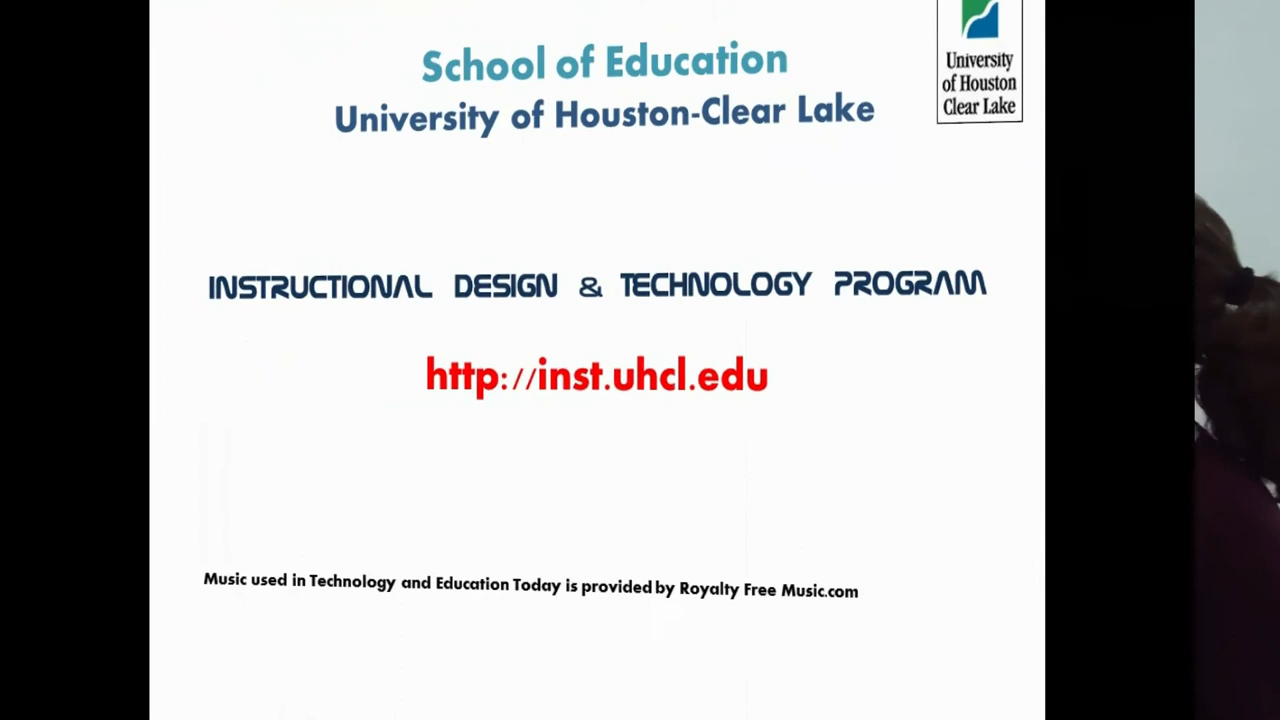 School of Education
University of Houston-Clear Lake
University
of Houston
Clear Lake
INSTRUCTIONAL DESIGN & TECHNOLOGY PROGRAM
http://inst.uhcl.edu
Music used in Technology and Education Today is provided by Royalty Free Music.com